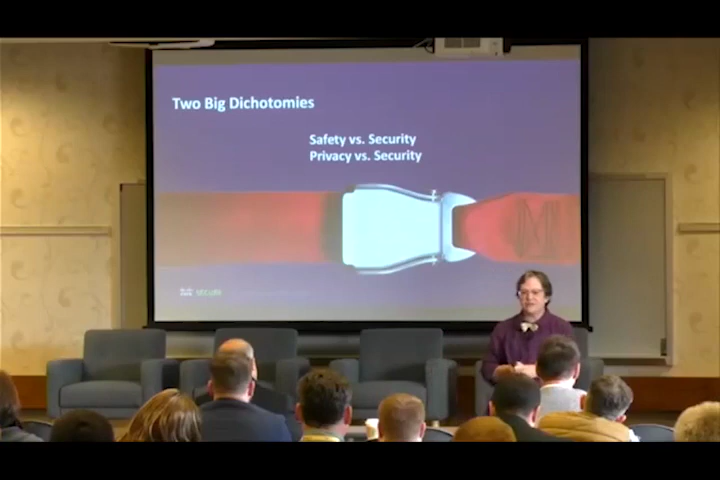 Two Big Dichotomies
Safety vs. Security
Privacy vs. Security